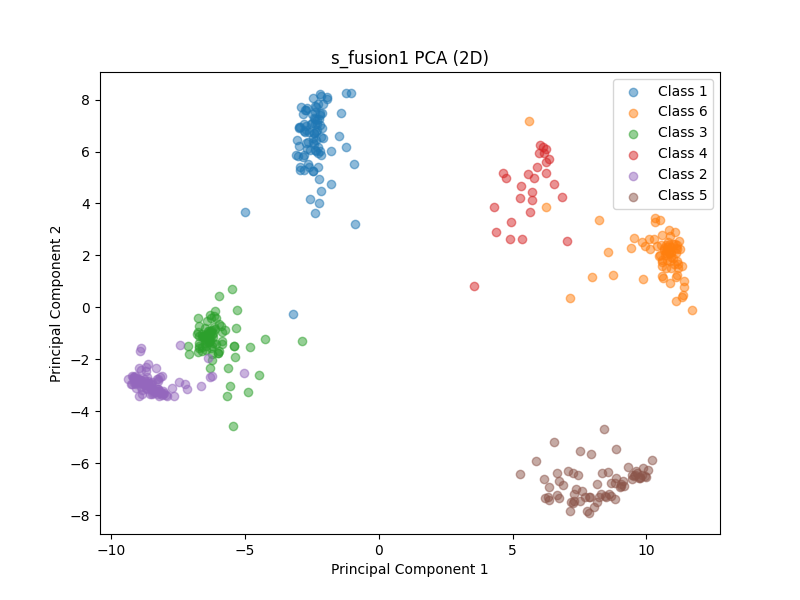 s_fusion1 PCA (2D)
Class 1
Class 6
Class 3
Class 4
Class 2
Class 5
Principal Component 2
8
6
4
2
0
−2
−4
−6
−8
−10
−5
0
5
10
Principal Component 1